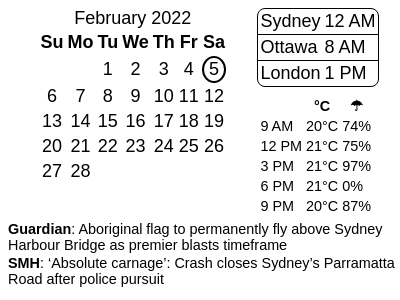 February 2022
Su Mo Tu We Th Fr Sa
1 2 3 4 5
6 7 8 9 10 11 12
13 14 15 16 17 18 19
20 21 22 23 24 25 26
27 28
Sydney 12 AM
Ottawa 8 AM
London 1 PM
°C ☂
9 AM 20°C 74%
12 PM 21°C 75%
3 PM 21°C 97%
6 PM 21°C 0%
9 PM 20°C 87%
Guardian: Aboriginal flag to permanently fly above Sydney
Harbour Bridge as premier blasts timeframe
SMH: ‘Absolute carnage’: Crash closes Sydney’s Parramatta
Road after police pursuit